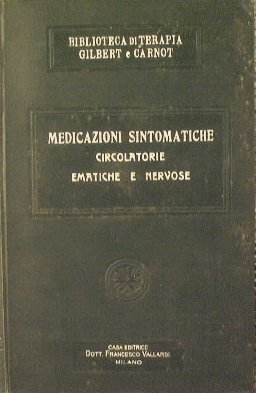 BIBLIOTECA DI TERAPIA
GILBERT e CARNOT
MEDICAZIONI SINTOMATICHE
CIRCOLATORIE
EMATICHE E NERVOSE
CASA EDITRICE
DOTT. FRANCESCO VALLARDI
MILANO